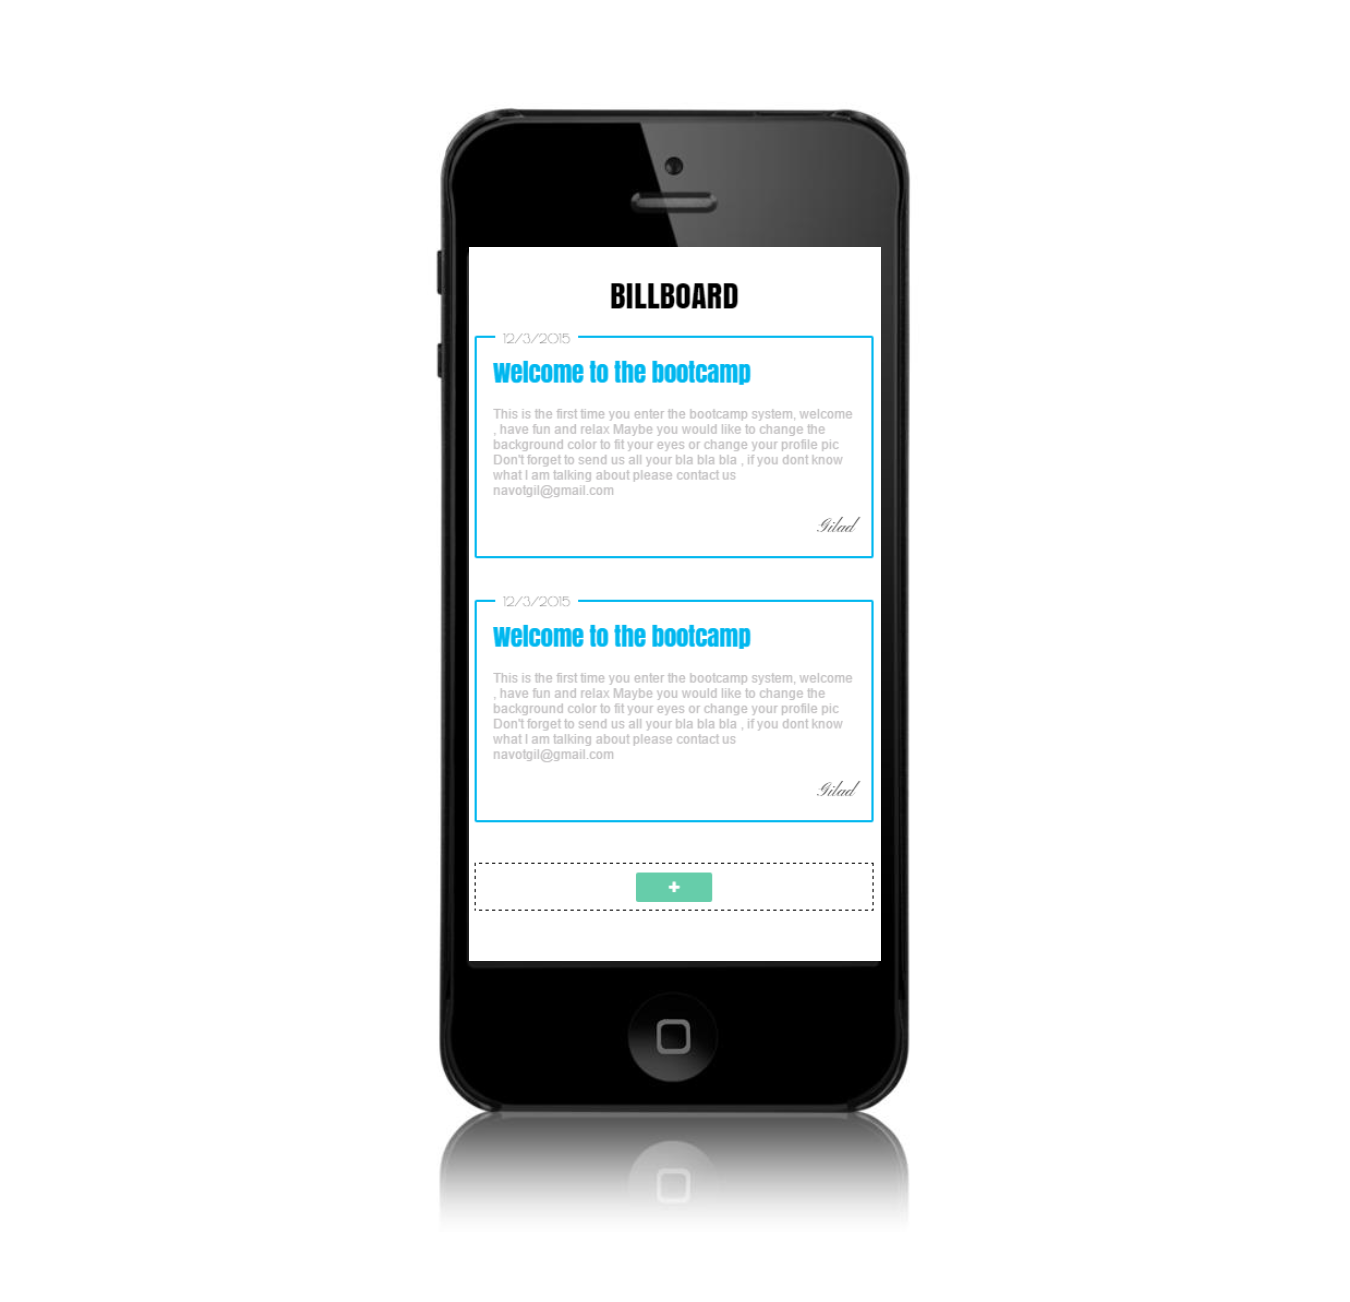 BILLBOARD
12/3/2015
Welcome to the bootcamp
This is the first time you enter the bootcamp system, welcome
, have fun and relax Maybe you would like to change the
background color to fit your eyes or change your profile pic
Don't forget to send us all your bla bla bla , if you dont know
what I am talking about please contact us
navotgil@gmail.com
Gilad
12/3/2015
Welcome to the bootcamp
This is the first time you enter the bootcamp system, welcome
, have fun and relax Maybe you would like to change the
background color to fit your eyes or change your profile pic
Don't forget to send us all your bla bla bla , if you dont know
what I am talking about please contact us
navotgil@gmail.com
Gilad
+